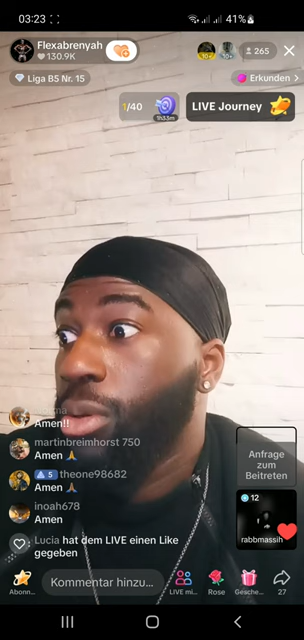 03:23
41%
Flexabrenyah
130.9K
265
Liga B5 Nr. 15
Erkunden >
1/40
1h33m
LIVE Journey
Amen!!
martinbreimhorst 750
Amen 🙏
5 theone98682
Amen 🙏
inoah678
Amen
Lucia hat dem LIVE einen Like
gegeben
Anfrage
zum
Beitreten
12
rabbmassih
Abonn...
Kommentar hinzu...
LIVE mi...
Rose
Gesche...
27